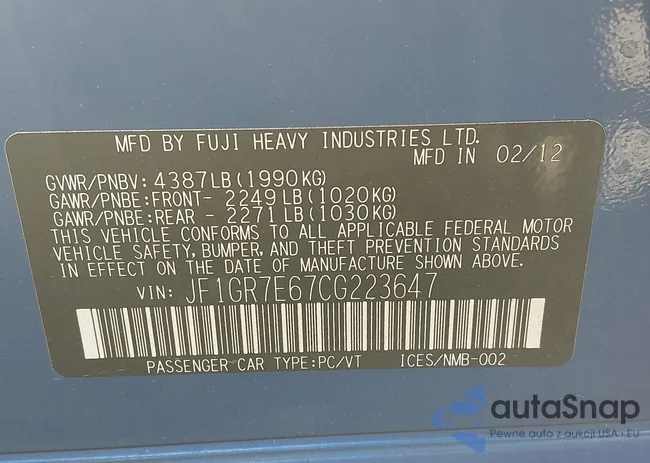 MFD BY FUJI HEAVY INDUSTRIES LTD.
MFD IN 02/12
GVWR/PNBV: 4387LB(1990KG)
GAWR/PNBE:FRONT- 2249LB(1020KG)
GAWR/PNBE:REAR - 2271LB(1030KG)
THIS VEHICLE CONFORMS TO ALL APPLICABLE FEDERAL MOTOR
VEHICLE SAFETY, BUMPER, AND THEFT PREVENTION STANDARDS
IN EFFECT ON THE DATE OF MANUFACTURE SHOWN ABOVE.
VIN: JF1GR7E67CG223647
PASSENGER-CAR TYPE:PC/VT ICES/NMB-002
autaSnap
Pewne auta z aukcji USA i EU